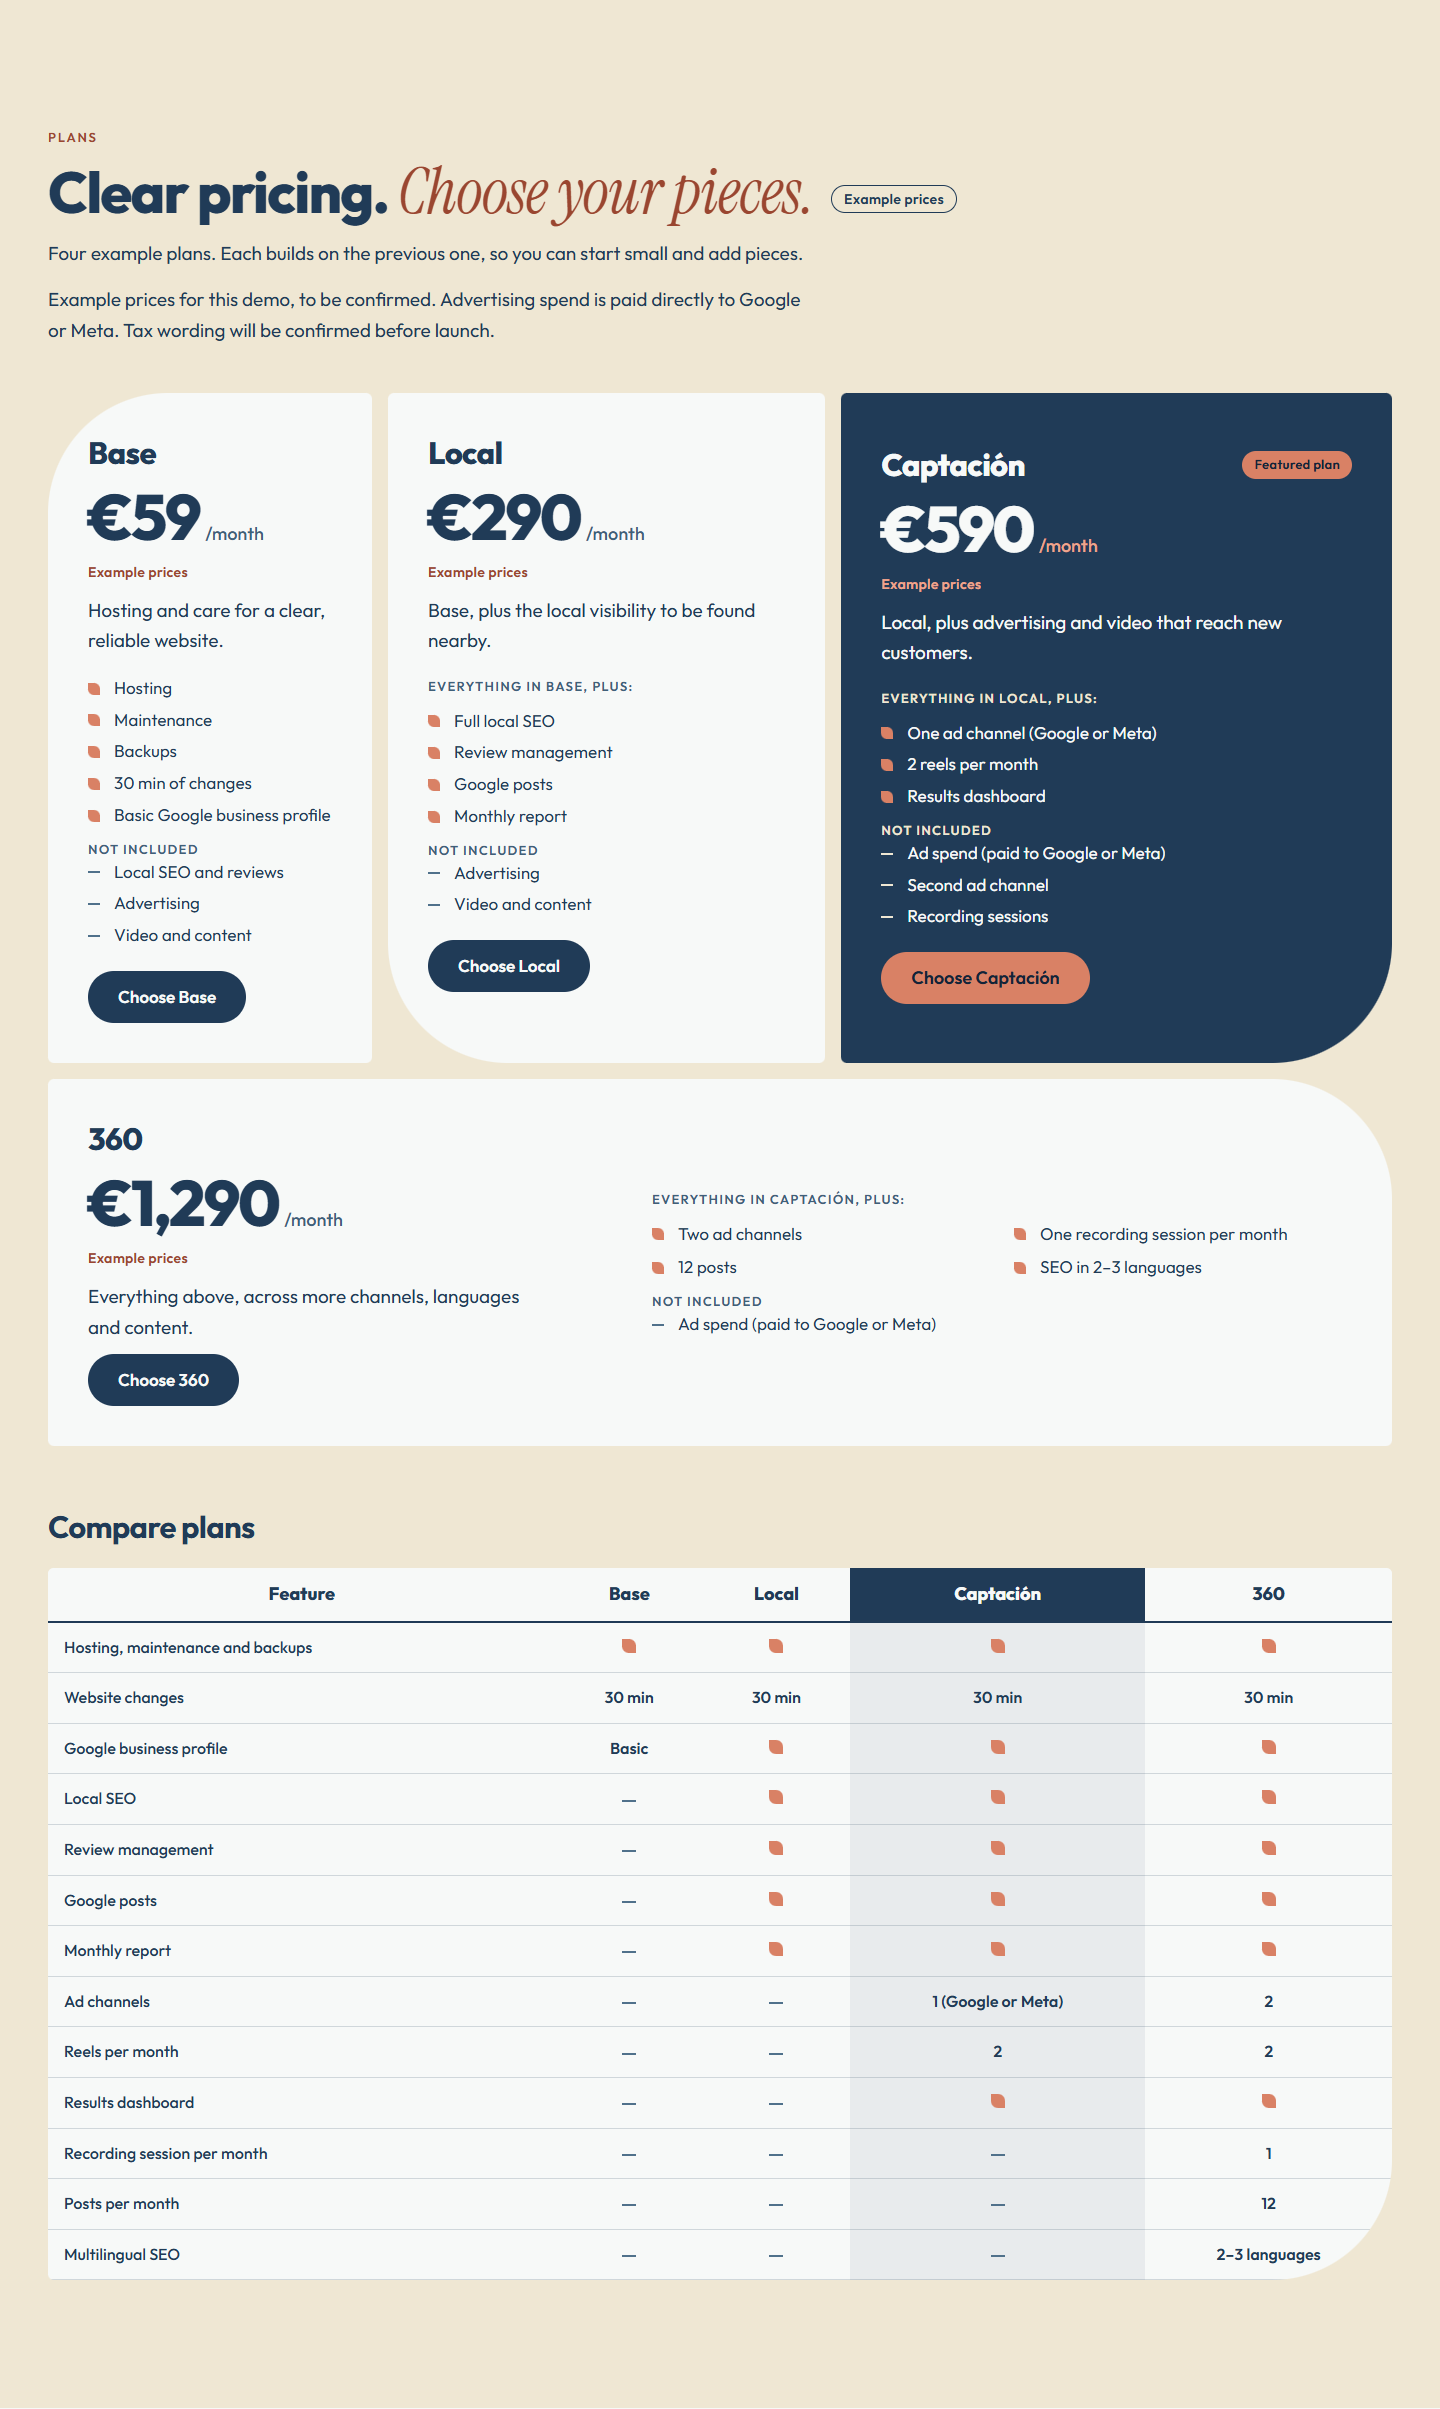 PLANS
Clear pricing. Choose your pieces. Example prices
Four example plans. Each builds on the previous one, so you can start small and add pieces.
Example prices for this demo, to be confirmed. Advertising spend is paid directly to Google
or Meta. Tax wording will be confirmed before launch.
Base
€59 /month
Example prices
Hosting and care for a clear,
reliable website.
Hosting
Maintenance
Backups
30 min of changes
Basic Google business profile
NOT INCLUDED
— Local SEO and reviews
— Advertising
— Video and content
Choose Base
Local
€290 /month
Example prices
Base, plus the local visibility to be found
nearby.
EVERYTHING IN BASE, PLUS:
Full local SEO
Review management
Google posts
Monthly report
NOT INCLUDED
— Advertising
— Video and content
Choose Local
Captación Featured plan
€590 /month
Example prices
Local, plus advertising and video that reach new
customers.
EVERYTHING IN LOCAL, PLUS:
One ad channel (Google or Meta)
2 reels per month
Results dashboard
NOT INCLUDED
— Ad spend (paid to Google or Meta)
— Second ad channel
— Recording sessions
Choose Captación
360
€1,290 /month
Example prices
Everything above, across more channels, languages
and content.
Choose 360
EVERYTHING IN CAPTACIÓN, PLUS:
Two ad channels One recording session per month
12 posts SEO in 2–3 languages
NOT INCLUDED
— Ad spend (paid to Google or Meta)
Compare plans
Feature Base Local Captación 360
Hosting, maintenance and backups
Website changes 30 min 30 min 30 min 30 min
Google business profile Basic
Local SEO —
Review management —
Google posts —
Monthly report —
Ad channels — — 1 (Google or Meta) 2
Reels per month — — 2 2
Results dashboard — —
Recording session per month — — — 1
Posts per month — — — 12
Multilingual SEO — — — 2–3 languages